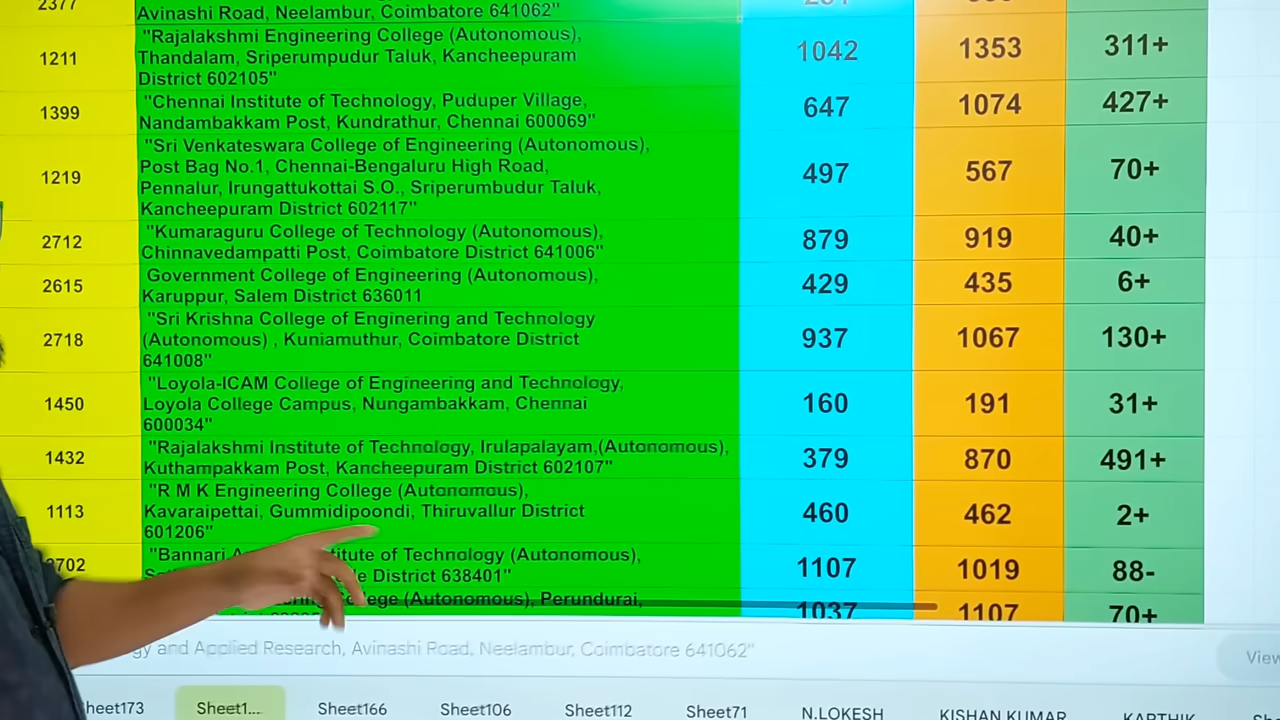 2377
Avinashi Road, Neelambur, Coimbatore 641062"
1211
"Rajalakshmi Engineering College (Autonomous),
Thandalam, Sriperumpudur Taluk, Kancheepuram
District 602105"
1042
1353
311+
1399
"Chennai Institute of Technology, Puduper Village,
Nandambakkam Post, Kundrathur, Chennai 600069"
647
1074
427+
1219
"Sri Venkateswara College of Engineering (Autonomous),
Post Bag No.1, Chennai-Bengaluru High Road,
Pennalur, Irungattukottai S.O., Sriperumbudur Taluk,
Kancheepuram District 602117"
497
567
70+
2712
"Kumaraguru College of Technology (Autonomous),
Chinnavedampatti Post, Coimbatore District 641006"
879
919
40+
2615
Government College of Engineering (Autonomous),
Karuppur, Salem District 636011
429
435
6+
2718
"Sri Krishna College of Enginering and Technology
(Autonomous) , Kuniamuthur, Coimbatore District
641008"
937
1067
130+
1450
"Loyola-ICAM College of Engineering and Technology,
Loyola College Campus, Nungambakkam, Chennai
600034"
160
191
31+
1432
"Rajalakshmi Institute of Technology, Irulapalayam,(Autonomous),
Kuthampakkam Post, Kancheepuram District 602107"
379
870
491+
1113
"R M K Engineering College (Autonomous),
Kavaraipettai, Gummidipoondi, Thiruvallur District
601206"
460
462
2+
702
"Bannari titute of Technology (Autonomous),
District 638401"
1107
1019
88-
(Autonomous), Perundurai,
1037
1107
70+
and Applied Research, Avinashi Road, Neelambur, Coimbatore 641062"
View
heet173 Sheet1... Sheet166 Sheet106 Sheet112 Sheet71 N.LOKESH KISHAN KUMAR KARTHIK